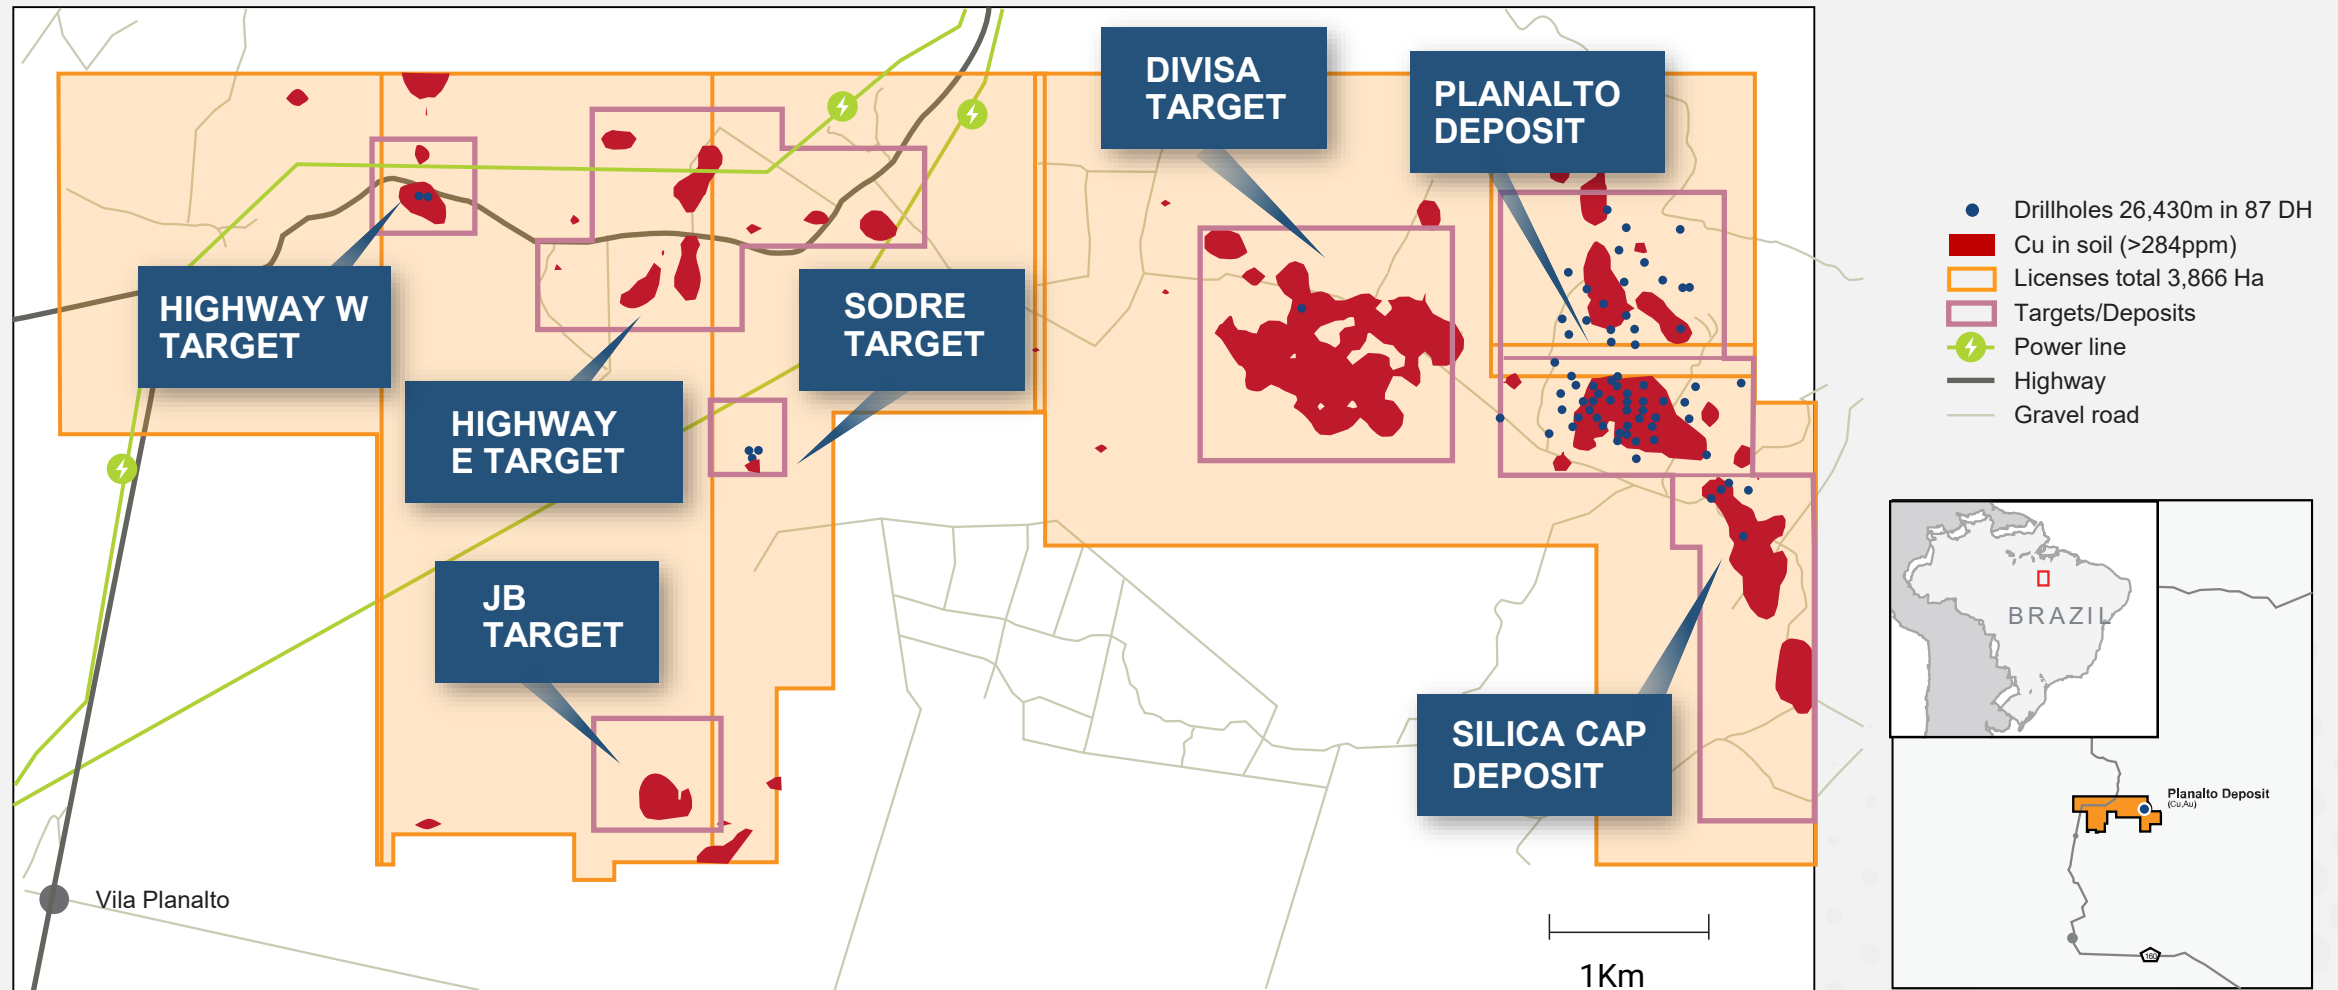 DIVISA
TARGET
PLANALTO
DEPOSIT
HIGHWAY W
TARGET
SODRE
TARGET
HIGHWAY
E TARGET
JB
TARGET
SILICA CAP
DEPOSIT
Vila Planalto
1Km
Drillholes 26,430m in 87 DH
Cu in soil (>284ppm)
Licenses total 3,866 Ha
Targets/Deposits
Power line
Highway
Gravel road
BRAZIL
Planalto Deposit
(Cu,Au)
160